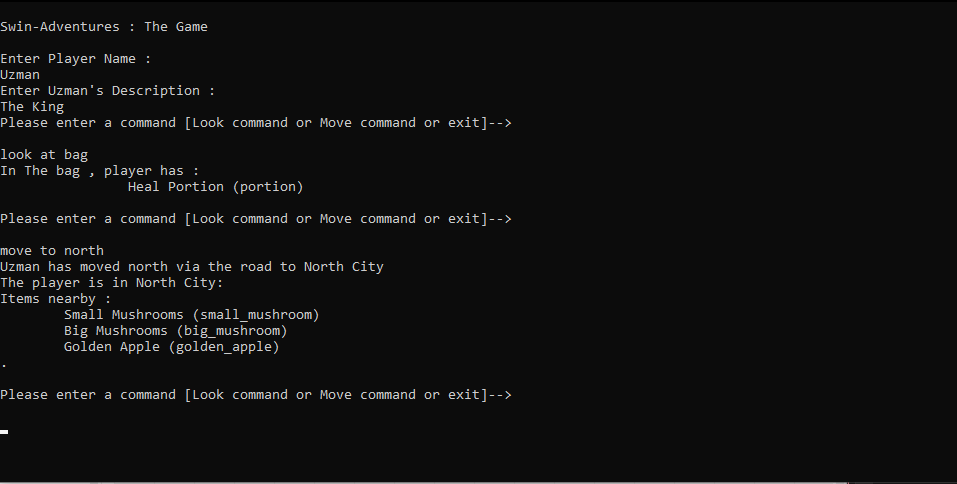 Swin-Adventures : The Game
Enter Player Name :
Uzman
Enter Uzman's Description :
The King
Please enter a command [Look command or Move command or exit]-->
look at bag
In The bag , player has :
Heal Portion (portion)
Please enter a command [Look command or Move command or exit]-->
move to north
Uzman has moved north via the road to North City
The player is in North City:
Items nearby :
Small Mushrooms (small_mushroom)
Big Mushrooms (big_mushroom)
Golden Apple (golden_apple)
.
Please enter a command [Look command or Move command or exit]-->